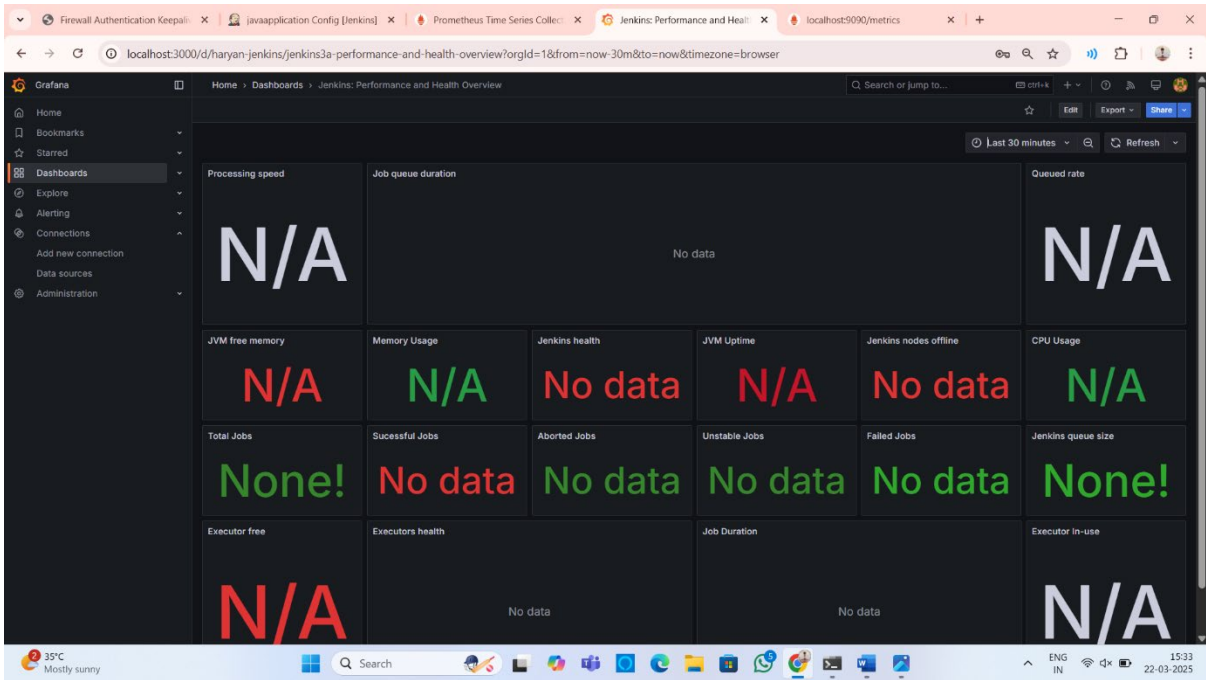 Firewall Authentication Keepali
javaapplication Config [Jenkins]
Prometheus Time Series Collect
Jenkins: Performance and Healt
localhost:9090/metrics
localhost:3000/d/haryan-jenkins/jenkins3a-performance-and-health-overview?orgId=1&from=now-30m&to=now&timezone=browser
Grafana
Home › Dashboards › Jenkins: Performance and Health Overview
Search or jump to...
ctrl+k
Home
Bookmarks
Starred
Dashboards
Explore
Alerting
Connections
Add new connection
Data sources
Administration
Edit
Export
Share
Last 30 minutes
Refresh
Processing speed
N/A
Job queue duration
No data
Queued rate
N/A
JVM free memory
N/A
Memory Usage
N/A
Jenkins health
No data
JVM Uptime
N/A
Jenkins nodes offline
No data
CPU Usage
N/A
Total Jobs
None!
Sucessful Jobs
No data
Aborted Jobs
No data
Unstable Jobs
No data
Failed Jobs
No data
Jenkins queue size
None!
Executor free
N/A
Executors health
No data
Job Duration
No data
Executor in-use
N/A
2
35°C
Mostly sunny
Search
9
ENG
IN
15:33
22-03-2025